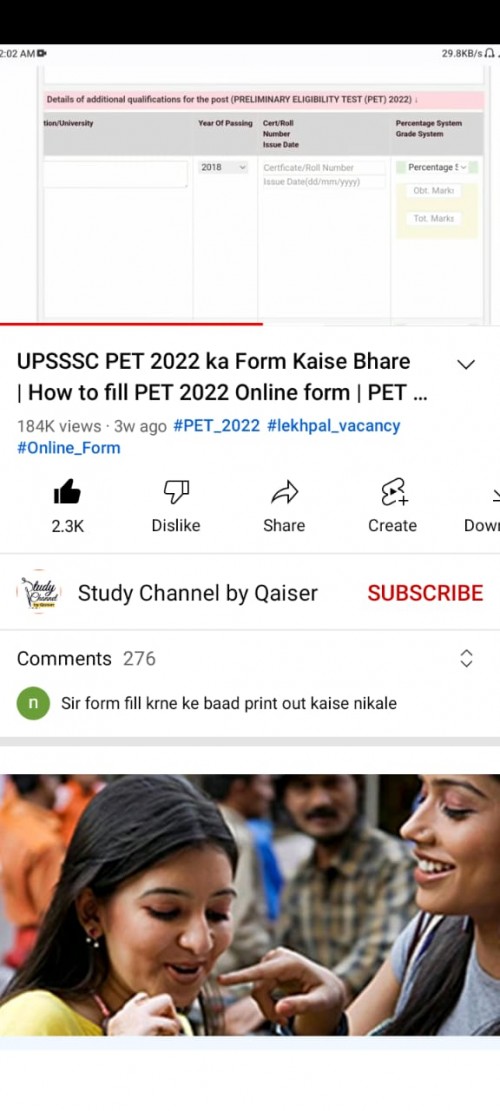 2:02 AM
29.8KB/s
Details of additional qualifications for the post (PRELIMINARY ELIGIBILITY TEST (PET) 2022) :
tion/University
Year Of Passing
Cert/Roll
Number
Issue Date
Percentage System
Grade System
2018
Certficate/Roll Number
Issue Date(dd/mm/yyyy)
Percentage S
Obt. Marks
Tot. Marks
UPSSSC PET 2022 ka Form Kaise Bhare
| How to fill PET 2022 Online form | PET ...
184K views · 3w ago #PET_2022 #lekhpal_vacancy
#Online_Form
2.3K
Dislike
Share
Create
Down
Study Channel by Qaiser
SUBSCRIBE
Comments 276
n
Sir form fill krne ke baad print out kaise nikale
Study
Channel